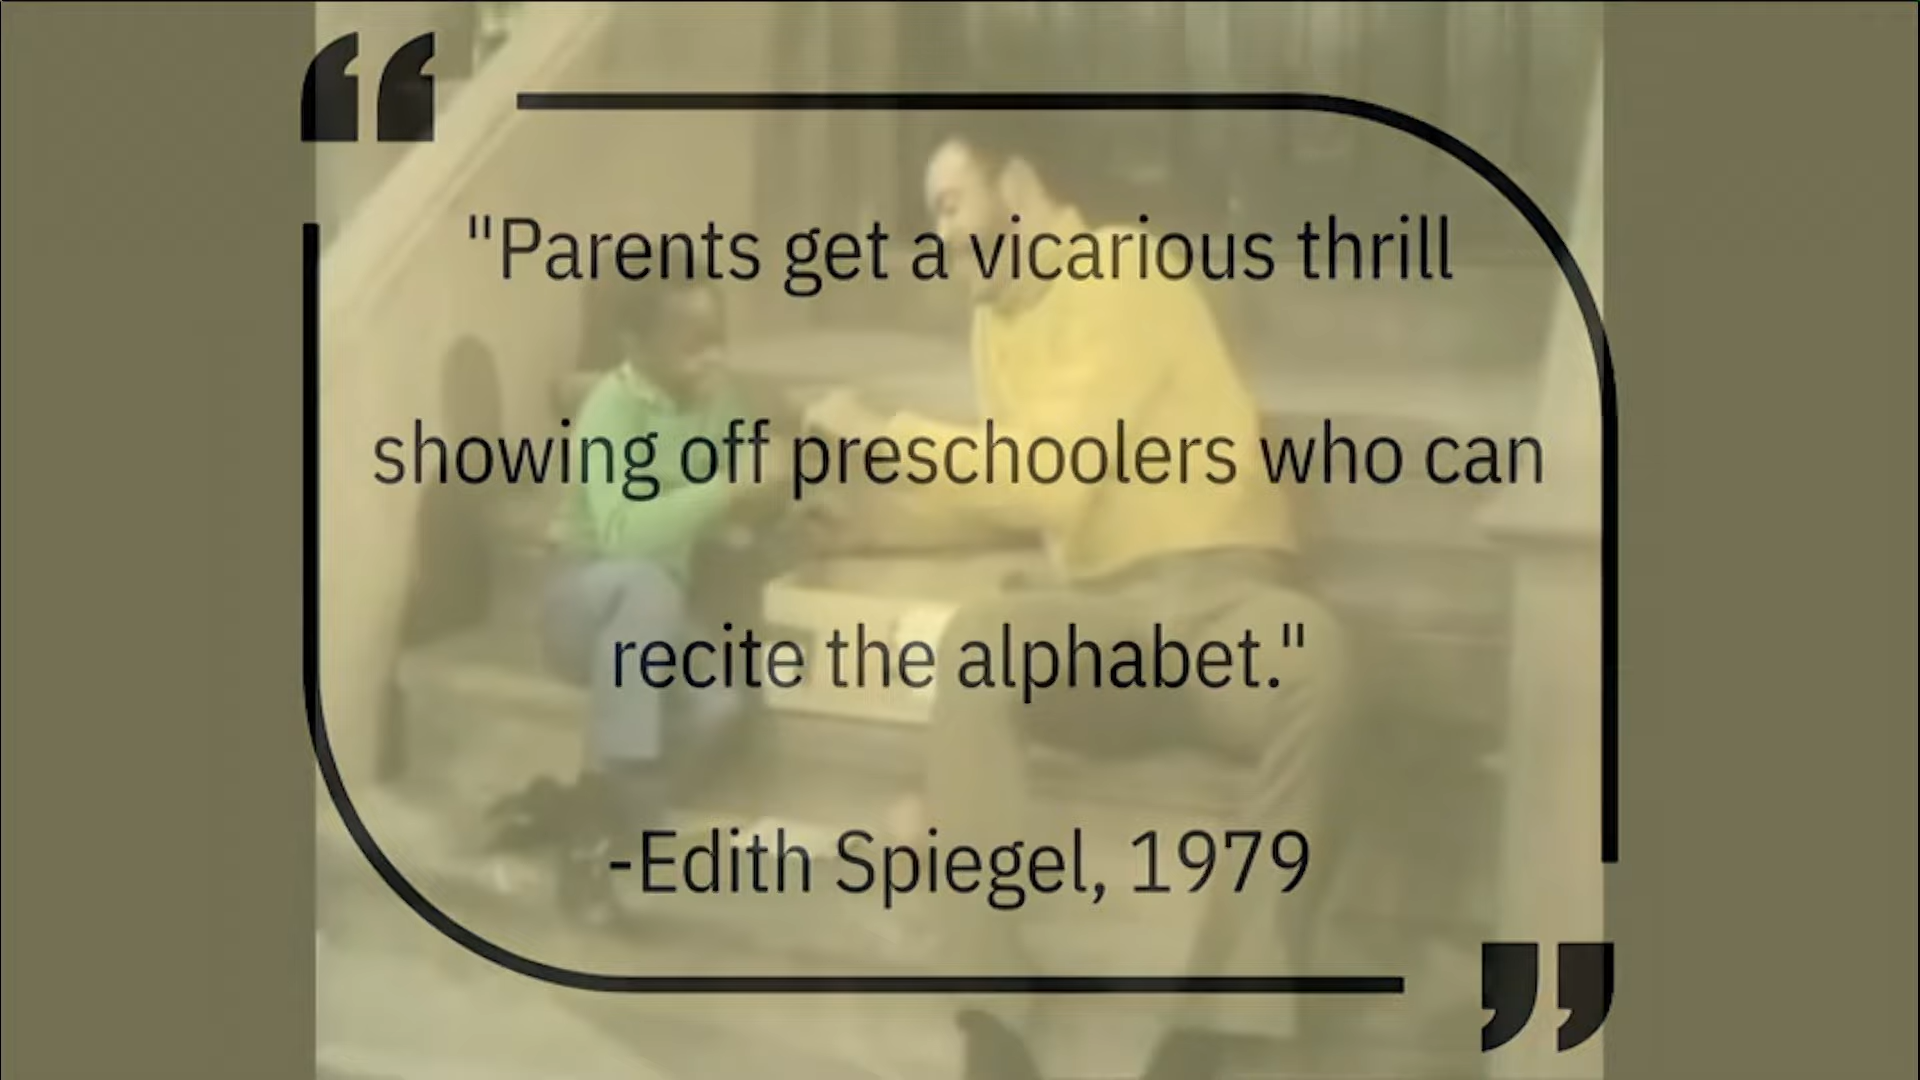 "Parents get a vicarious thrill
showing off preschoolers who can
recite the alphabet."
-Edith Spiegel, 1979